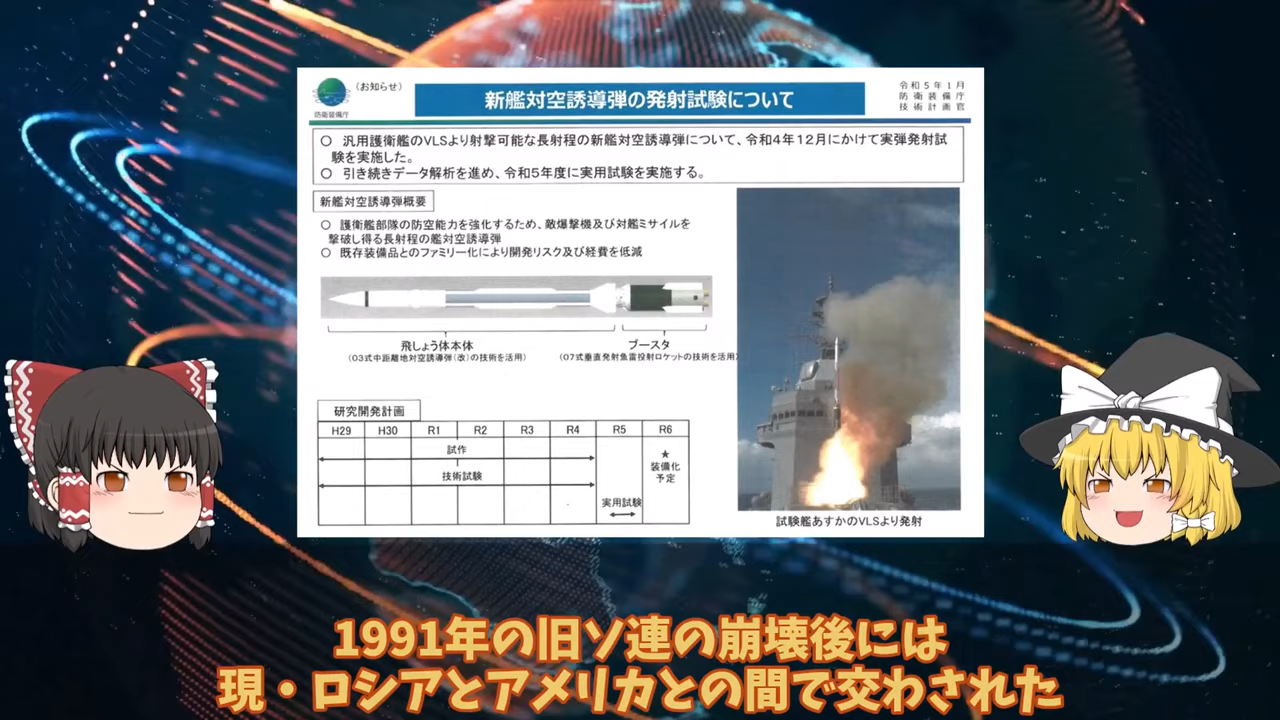 (お知らせ)
防衛装備庁
新艦対空誘導弾の発射試験について
令和5年1月
防衛装備庁
技術計画官
○ 汎用護衛艦のVLSより射撃可能な長射程の新艦対空誘導弾について、令和4年12月にかけて実弾発射試
験を実施した。
○ 引き続きデータ解析を進め、令和5年度に実用試験を実施する。
新艦対空誘導弾概要
○ 護衛艦部隊の防空能力を強化するため、敵爆撃機及び対艦ミサイルを
撃破し得る長射程の艦対空誘導弾
○ 既存装備品とのファミリー化により開発リスク及び経費を低減
飛しょう体本体
(03式中距離地対空誘導弾(改)の技術を活用)
ブースタ
(07式垂直発射魚雷投射ロケットの技術を活用)
研究開発計画
H29 H30 R1 R2 R3 R4 R5 R6
試作
技術試験
実用試験
★
装備化
予定
試験艦あすかのVLSより発射
1991年の旧ソ連の崩壊後には
現・ロシアとアメリカとの間で交わされた